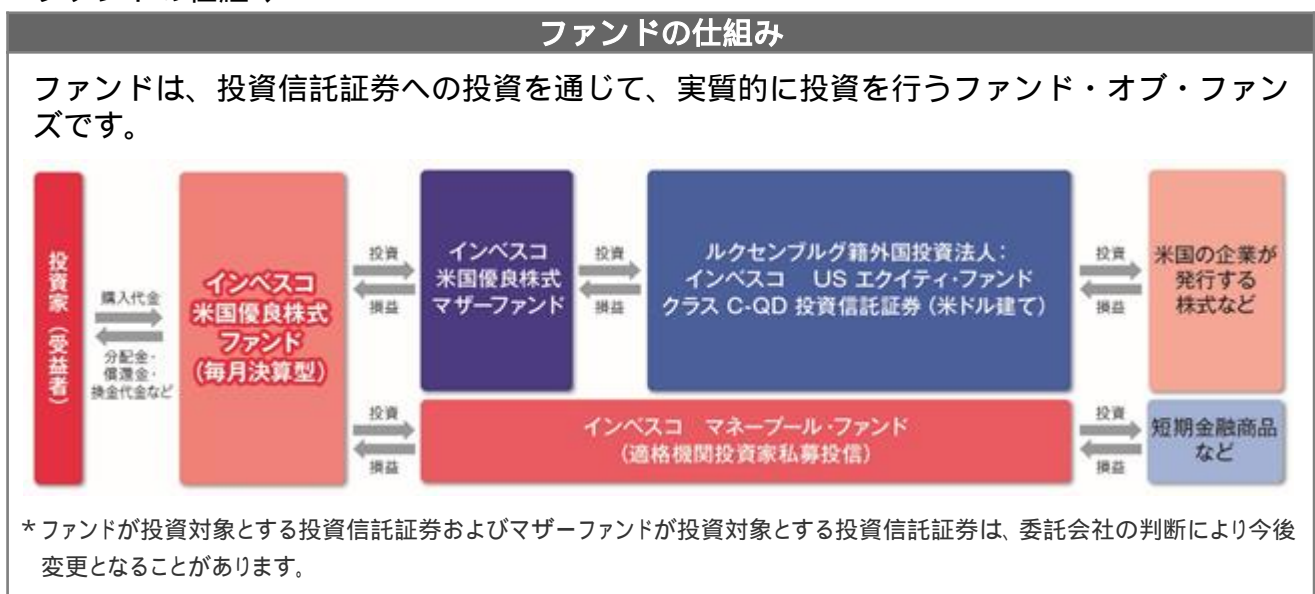 ファンドの仕組み
ファンドは、投資信託証券への投資を通じて、実質的に投資を行うファンド・オブ・ファン
ズです。
投資家（受益者）
購入代金
分配金・
償還金・
換金代金など
インベスコ
米国優良株式
ファンド
（毎月決算型）
投資
損益
インベスコ
米国優良株式
マザーファンド
投資
損益
ルクセンブルグ籍外国投資法人：
インベスコ　US エクイティ・ファンド
クラス C-QD 投資信託証券（米ドル建て）
投資
損益
米国の企業が
発行する
株式など
投資
損益
インベスコ　マネープール・ファンド
（適格機関投資家私募投信）
投資
損益
短期金融商品
など
*ファンドが投資対象とする投資信託証券およびマザーファンドが投資対象とする投資信託証券は、委託会社の判断により今後
変更となることがあります。